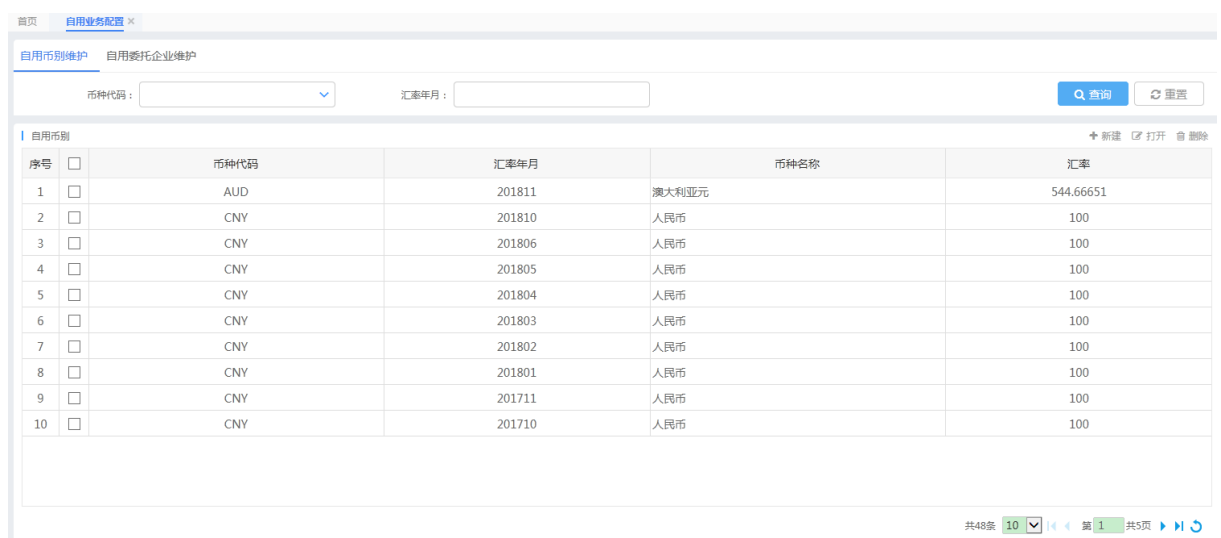 首页 自用业务配置 ×
自用币别维护 自用委托企业维护
币种代码： 汇率年月： 查询 重置
自用币别 新建 打开 删除
序号 币种代码 汇率年月 币种名称 汇率
1 AUD 201811 澳大利亚元 544.66651
2 CNY 201810 人民币 100
3 CNY 201806 人民币 100
4 CNY 201805 人民币 100
5 CNY 201804 人民币 100
6 CNY 201803 人民币 100
7 CNY 201802 人民币 100
8 CNY 201801 人民币 100
9 CNY 201711 人民币 100
10 CNY 201710 人民币 100
共48条 10 第 1 共5页